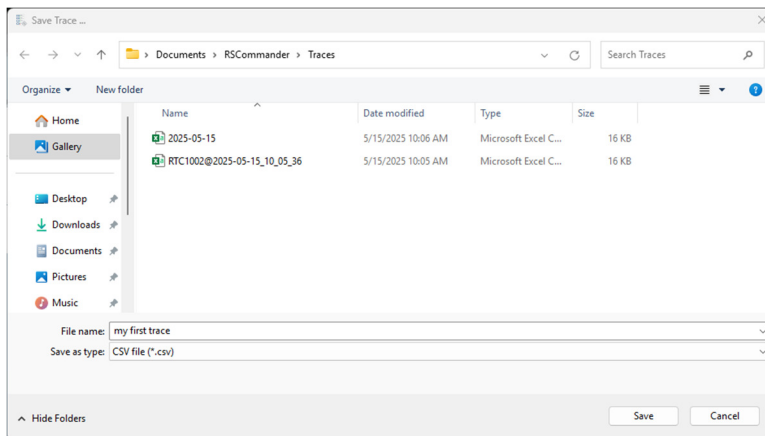 Save Trace ...
Documents > RSCommander > Traces
Search Traces
Organize
New folder
?
Name
Date modified
Type
Size
Home
Gallery
Desktop
Downloads
Documents
Pictures
Music
2025-05-15
5/15/2025 10:06 AM
Microsoft Excel C...
16 KB
RTC1002@2025-05-15_10_05_36
5/15/2025 10:05 AM
Microsoft Excel C...
16 KB
File name: my first trace
Save as type: CSV file (*.csv)
Hide Folders
Save
Cancel